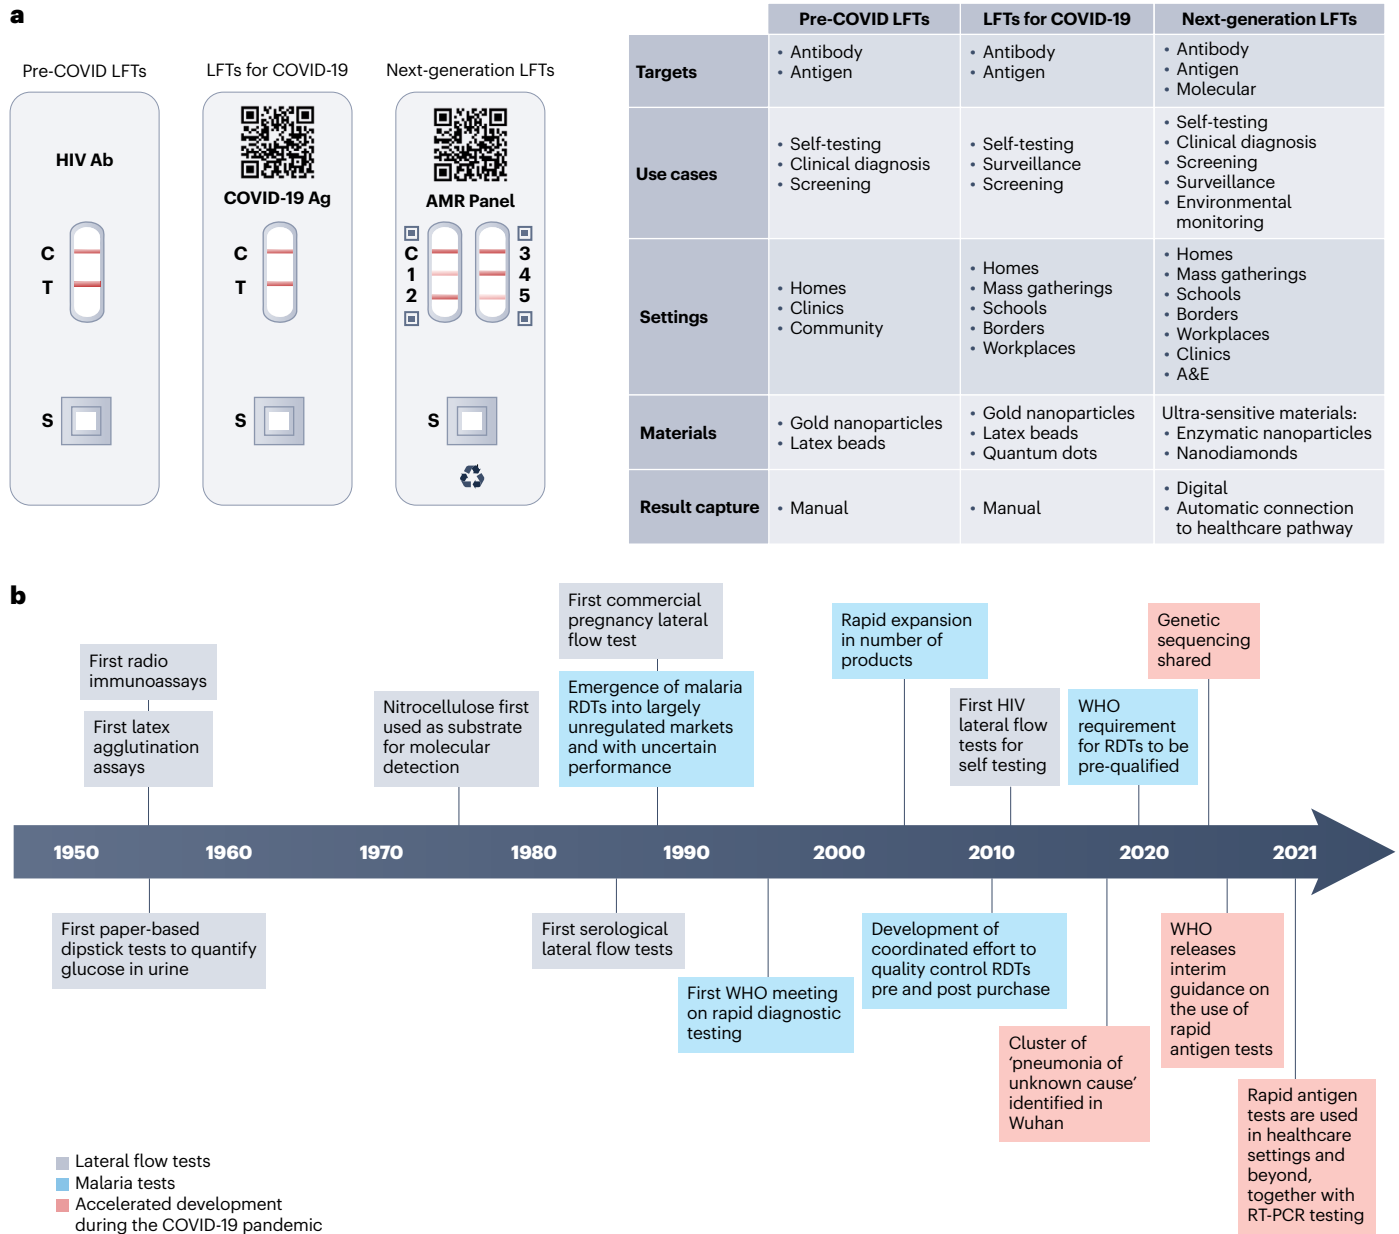 a
Pre-COVID LFTs
HIV Ab
C
T
S
LFTs for COVID-19
COVID-19 Ag
C
T
S
Next-generation LFTs
AMR Panel
C
1
2
3
4
5
S
Pre-COVID LFTs
LFTs for COVID-19
Next-generation LFTs
Targets
• Antibody
• Antigen
• Antibody
• Antigen
• Antibody
• Antigen
• Molecular
Use cases
• Self-testing
• Clinical diagnosis
• Screening
• Self-testing
• Surveillance
• Screening
• Self-testing
• Clinical diagnosis
• Screening
• Surveillance
• Environmental
monitoring
Settings
• Homes
• Clinics
• Community
• Homes
• Mass gatherings
• Schools
• Borders
• Workplaces
• Homes
• Mass gatherings
• Schools
• Borders
• Workplaces
• Clinics
• A&E
Materials
• Gold nanoparticles
• Latex beads
• Gold nanoparticles
• Latex beads
• Quantum dots
Ultra-sensitive materials:
• Enzymatic nanoparticles
• Nanodiamonds
Result capture
• Manual
• Manual
• Digital
• Automatic connection
to healthcare pathway
b
First radio
immunoassays
First latex
agglutination
assays
Nitrocellulose first
used as substrate
for molecular
detection
First commercial
pregnancy lateral
flow test
Emergence of malaria
RDTs into largely
unregulated markets
and with uncertain
performance
Rapid expansion
in number of
products
First HIV
lateral flow
tests for
self testing
WHO
requirement
for RDTs to be
pre-qualified
Genetic
sequencing
shared
1950
1960
1970
1980
1990
2000
2010
2020
2021
First paper-based
dipstick tests to quantify
glucose in urine
First serological
lateral flow tests
First WHO meeting
on rapid diagnostic
testing
Development of
coordinated effort to
quality control RDTs
pre and post purchase
Cluster of
‘pneumonia of
unknown cause’
identified in
Wuhan
WHO
releases
interim
guidance on
the use of
rapid
antigen tests
Rapid antigen
tests are used
in healthcare
settings and
beyond,
together with
RT-PCR testing
Lateral flow tests
Malaria tests
Accelerated development
during the COVID-19 pandemic